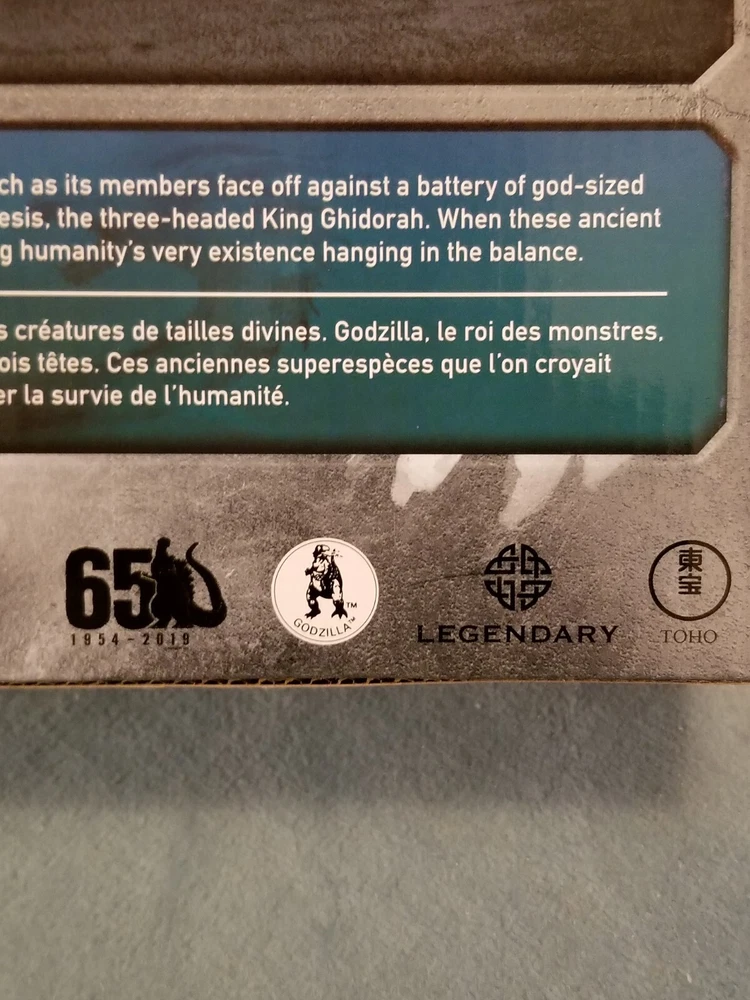 ch as its members face off against a battery of god-sized
esis, the three-headed King Ghidorah. When these ancient
g humanity's very existence hanging in the balance.
s créatures de tailles divines. Godzilla, le roi des monstres,
ois têtes. Ces anciennes superespèces que l'on croyait
er la survie de l'humanité.
65
1954-2019
TM
GODZILLA™
LEGENDARY
東宝
TOHO